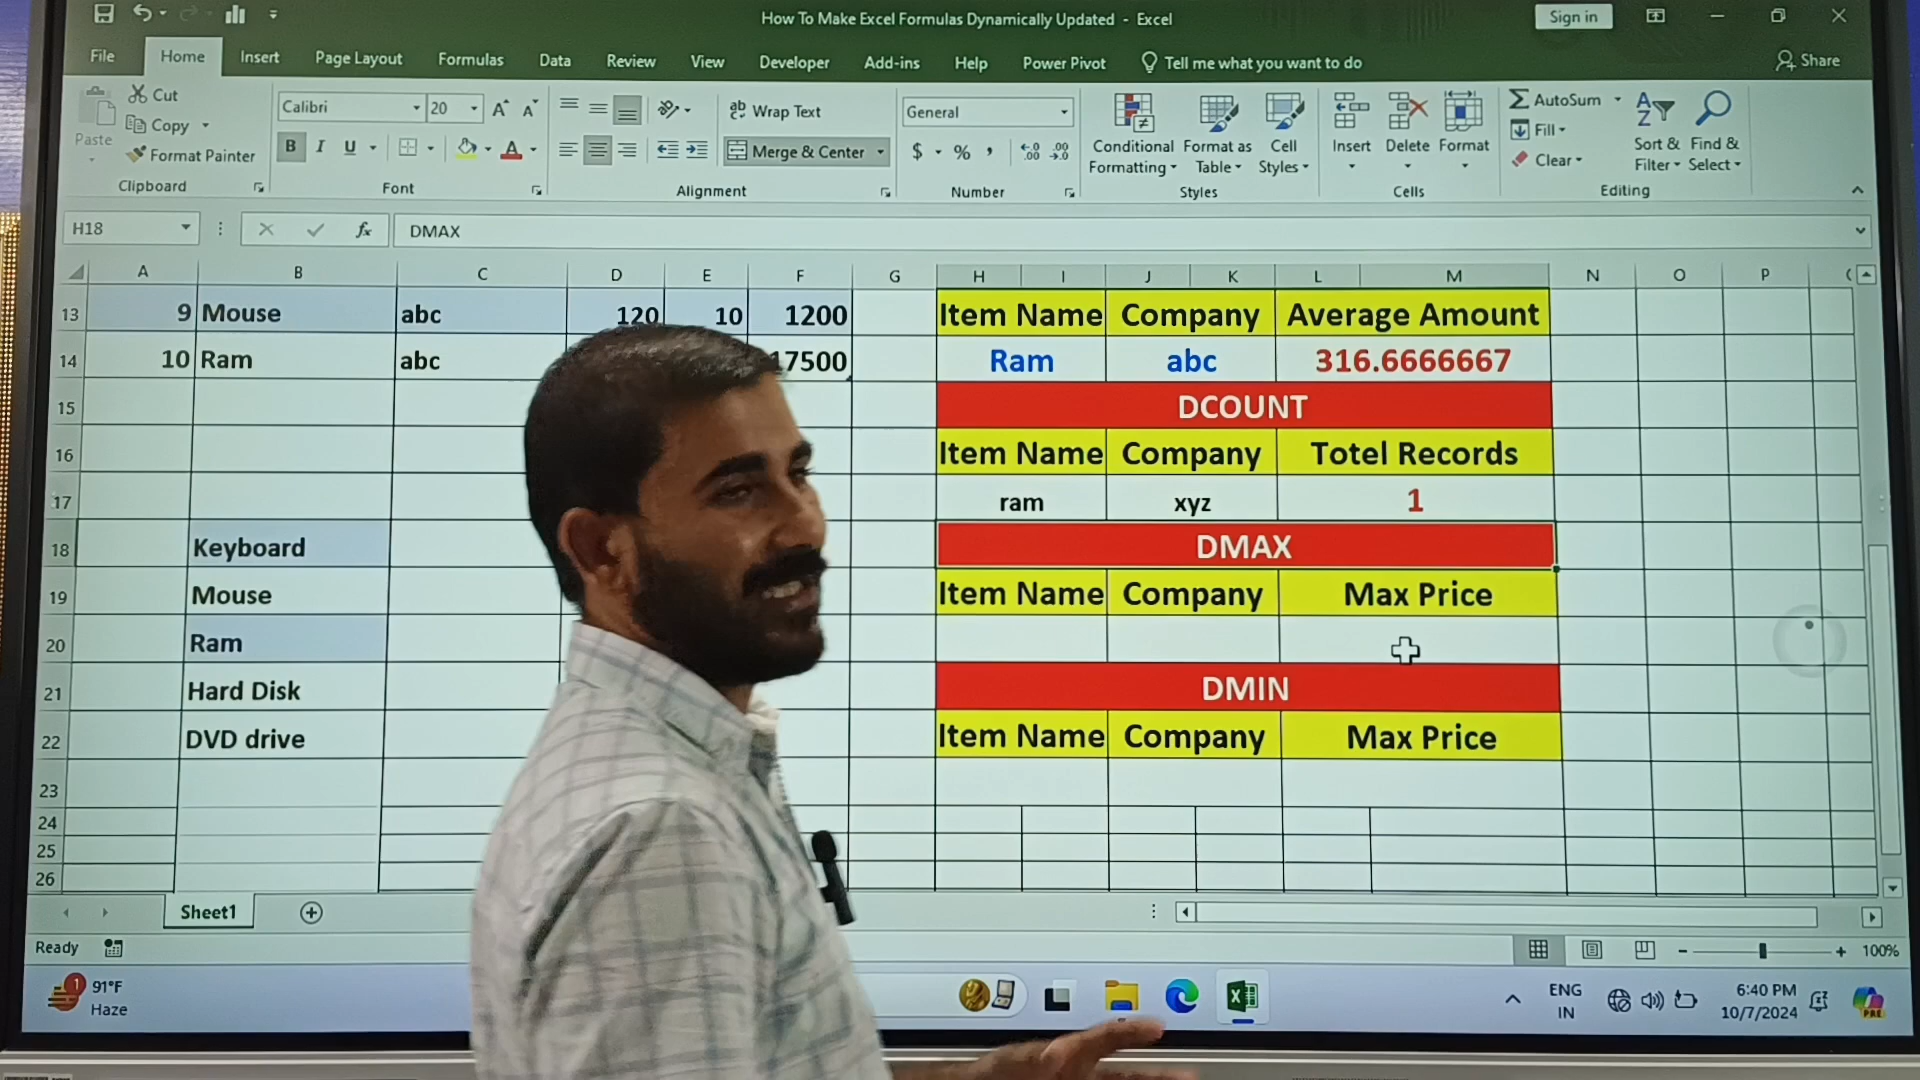 How To Make Excel Formulas Dynamically Updated - Excel
Sign in
File Home Insert Page Layout Formulas Data Review View Developer Add-ins Help Power Pivot Tell me what you want to do Share
Paste
Cut
Copy
Format Painter
Clipboard
Calibri 20
B I U
Font
Wrap Text
Merge & Center
Alignment
General
$ % ,
Number
Conditional Formatting
Format as Table
Cell Styles
Styles
Insert Delete Format
Cells
AutoSum
Fill
Clear
Sort & Filter
Find & Select
Editing
H18 fx DMAX
A B C D E F G H I J K L M N O P
13 9 Mouse abc 120 10 1200 Item Name Company Average Amount
14 10 Ram abc 17500 Ram abc 316.6666667
15 DCOUNT
16 Item Name Company Totel Records
17 ram xyz 1
18 Keyboard DMAX
19 Mouse Item Name Company Max Price
20 Ram
21 Hard Disk DMIN
22 DVD drive Item Name Company Max Price
23
24
25
26
Sheet1
Ready 100%
1 91°F
Haze
ENG
IN
6:40 PM
10/7/2024
PRE